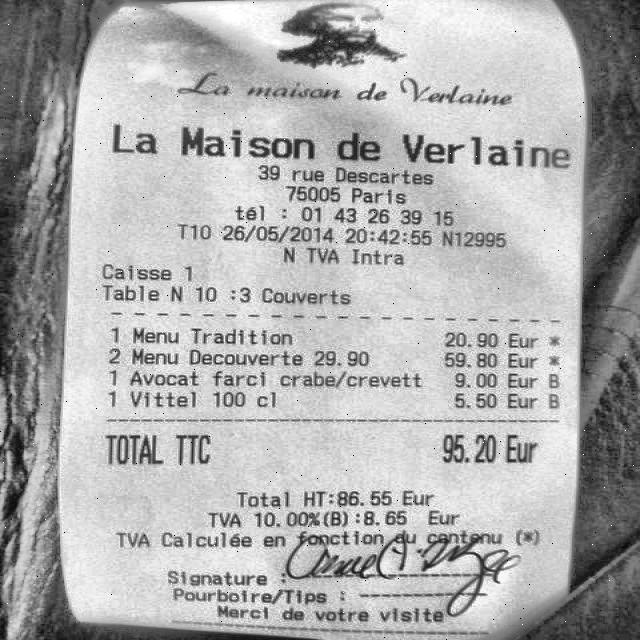 La maison de Verlaine
La Maison de Verlaine
39 rue Descartes
75005 Paris
tél : 01 43 26 39 15
T10 26/05/2014 20:42:55 N12995
N TVA Intra
Caisse 1
Table N 10 :3 Couverts
1 Menu Tradition 20.90 Eur *
2 Menu Decouverte 29.90 59.80 Eur *
1 Avocat farci crabe/crevett 9.00 Eur B
1 Vittel 100 cl 5.50 Eur B
TOTAL TTC 95.20 Eur
Total HT:86.55 Eur
TVA 10.00%(B):8.65 Eur
TVA Calculée en fonction du contenu (*)
Signature :
Pourboire/Tips :
Merci de votre visite